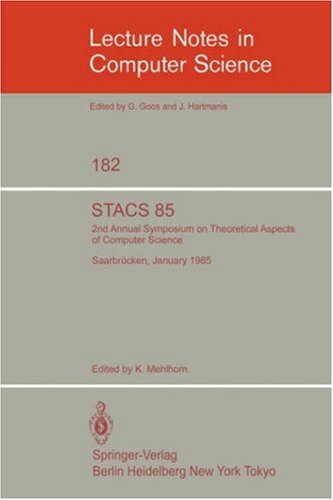 Lecture Notes in
Computer Science
Edited by G. Goos and J. Hartmanis
182
STACS 85
2nd Annual Symposium on Theoretical Aspects
of Computer Science
Saarbrücken, January 1985
Edited by K. Mehlhorn
Springer-Verlag
Berlin Heidelberg New York Tokyo